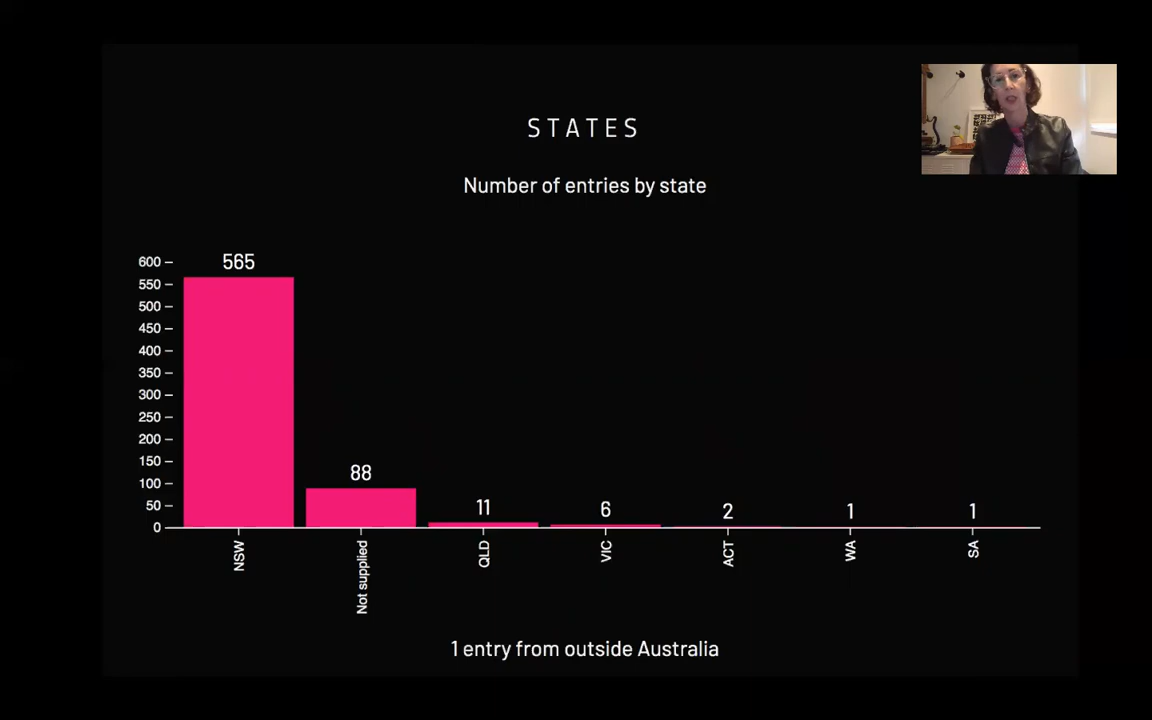 STATES
Number of entries by state
600
550
500
450
400
350
300
250
200
150
100
50
0
565
88
11
6
2
1
1
NSW
Not supplied
QLD
VIC
ACT
WA
SA
1 entry from outside Australia